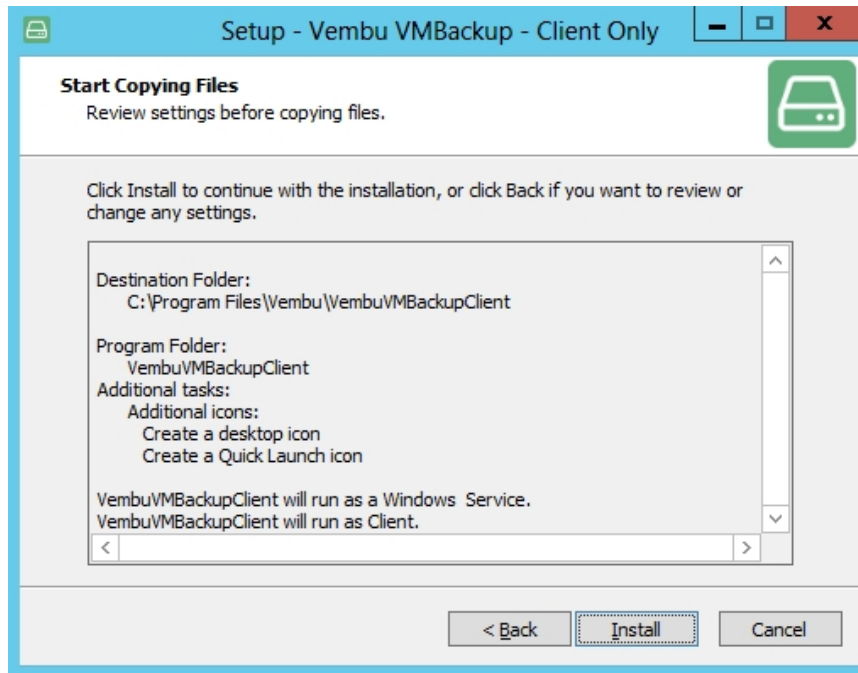 Setup - Vembu VMBackup - Client Only
Start Copying Files
Review settings before copying files.
Click Install to continue with the installation, or click Back if you want to review or
change any settings.
Destination Folder:
C:\Program Files\Vembu\VembuVMBackupClient
Program Folder:
VembuVMBackupClient
Additional tasks:
Additional icons:
Create a desktop icon
Create a Quick Launch icon
VembuVMBackupClient will run as a Windows  Service.
VembuVMBackupClient will run as Client.
< Back
Install
Cancel